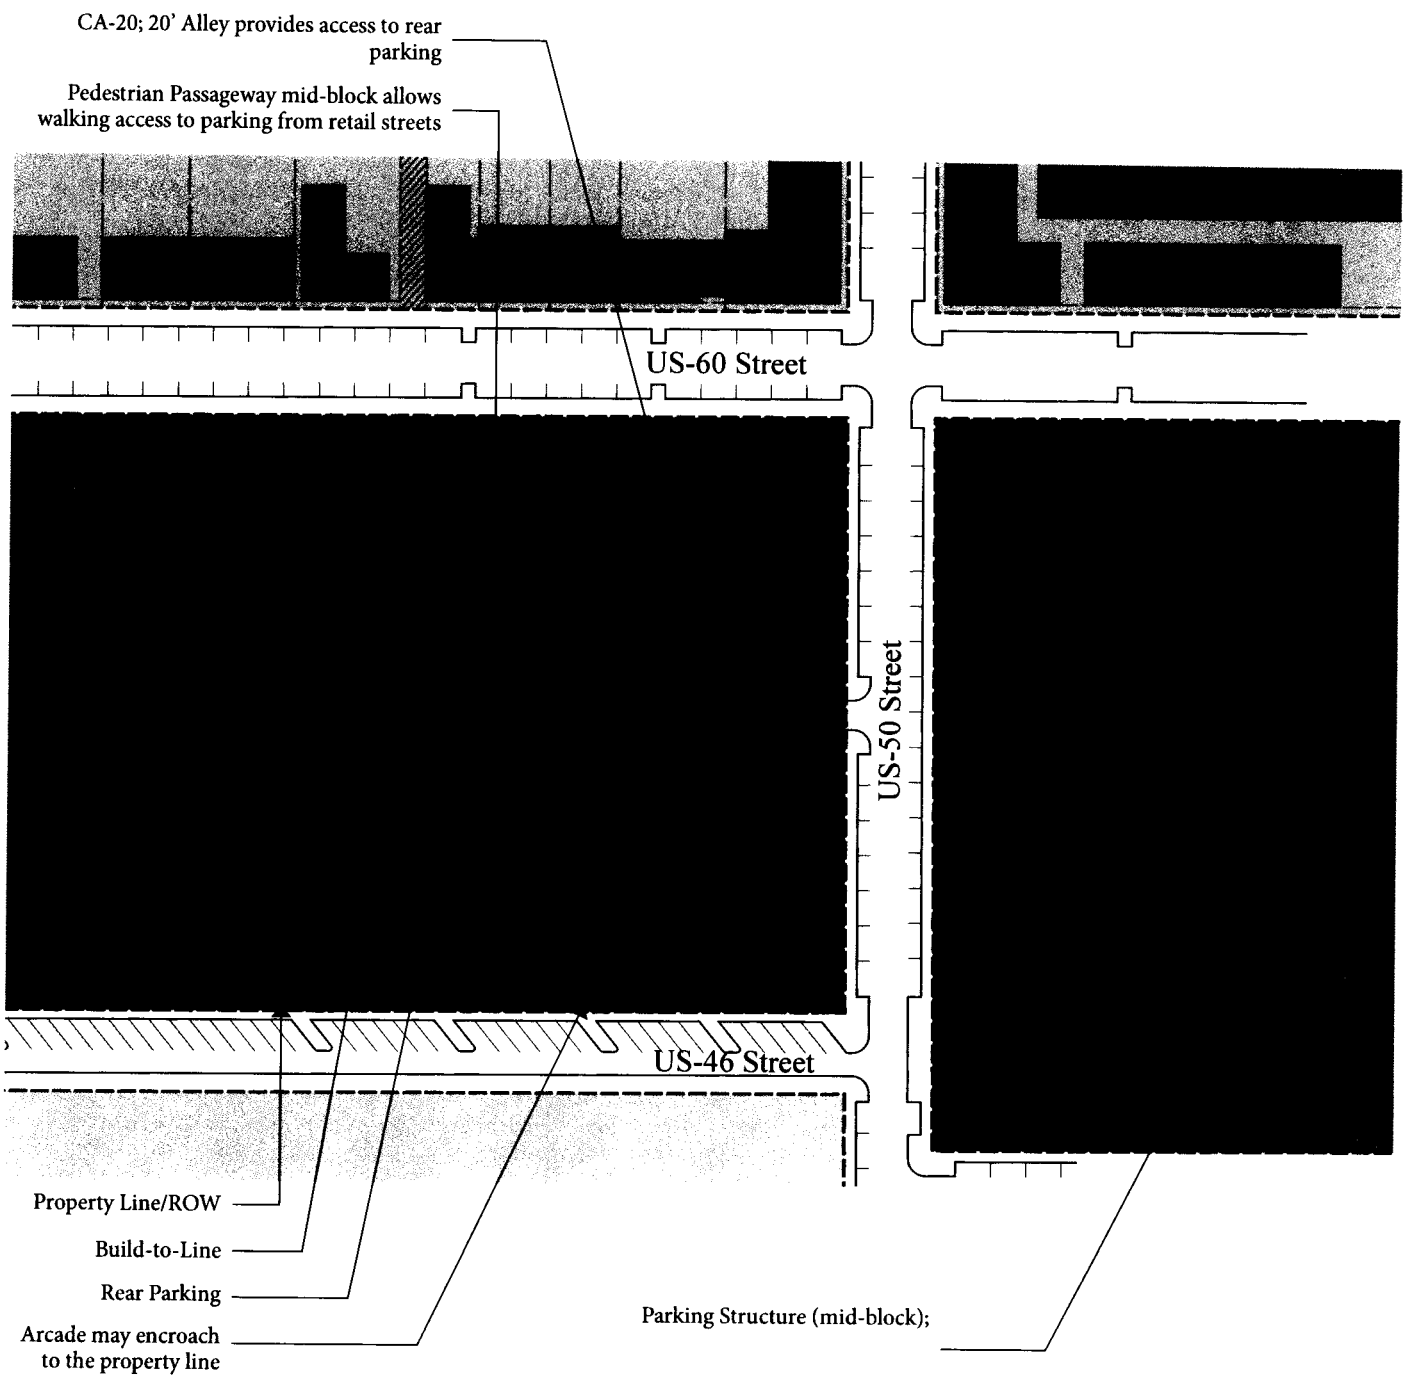 CA-20; 20’ Alley provides access to rear
parking
Pedestrian Passageway mid-block allows
walking access to parking from retail streets
US-60 Street
US-50 Street
US-46 Street
Property Line/ROW
Build-to-Line
Rear Parking
Arcade may encroach
to the property line
Parking Structure (mid-block);